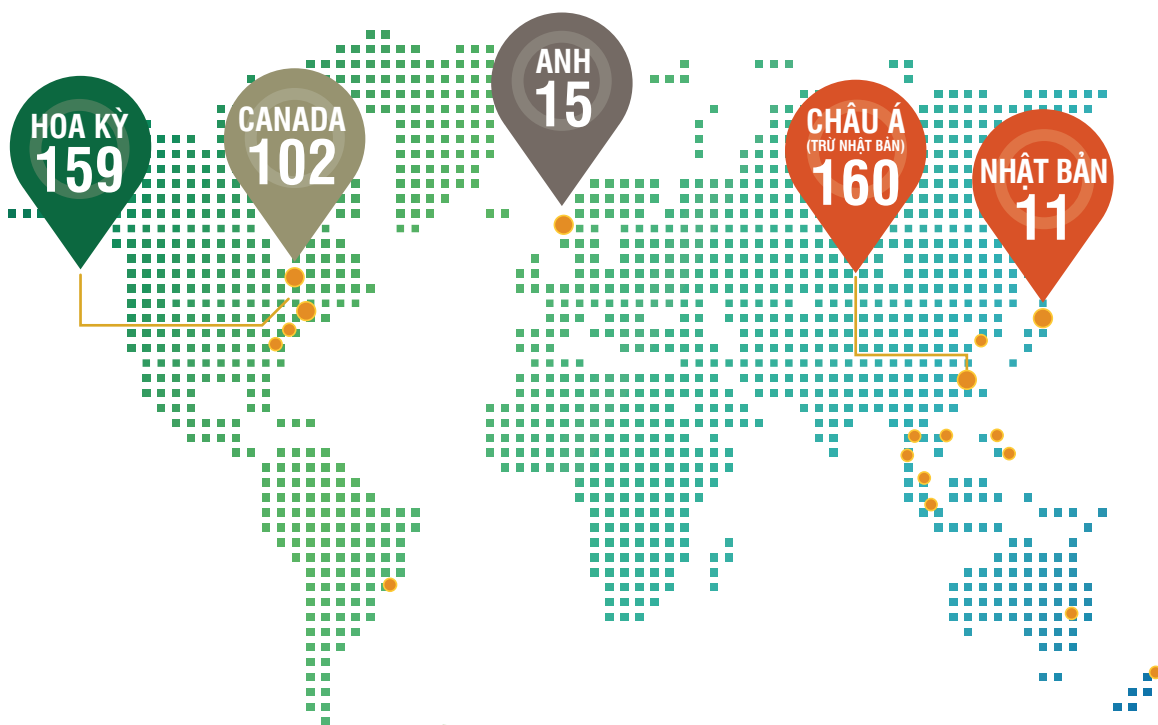 HOA KỲ
159
CANADA
102
ANH
15
CHÂU Á
(TRỪ NHẬT BẢN)
160
NHẬT BẢN
11